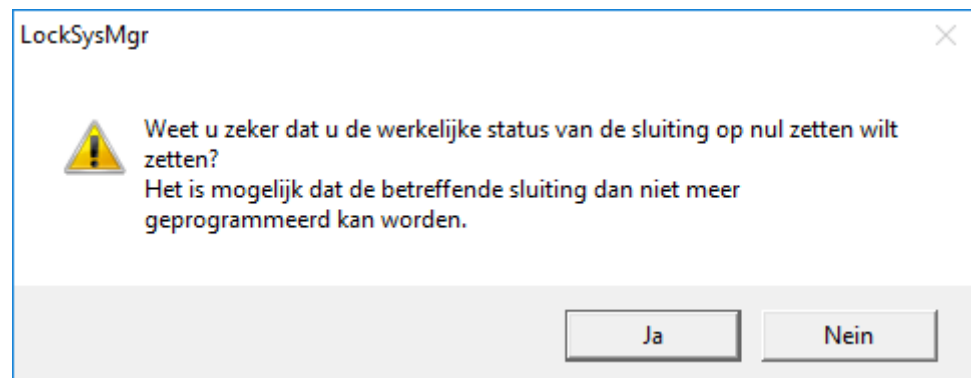 LockSysMgr
Weet u zeker dat u de werkelijke status van de sluiting op nul zetten wilt
zetten?
Het is mogelijk dat de betreffende sluiting dan niet meer
geprogrammeerd kan worden.
Ja
Nein